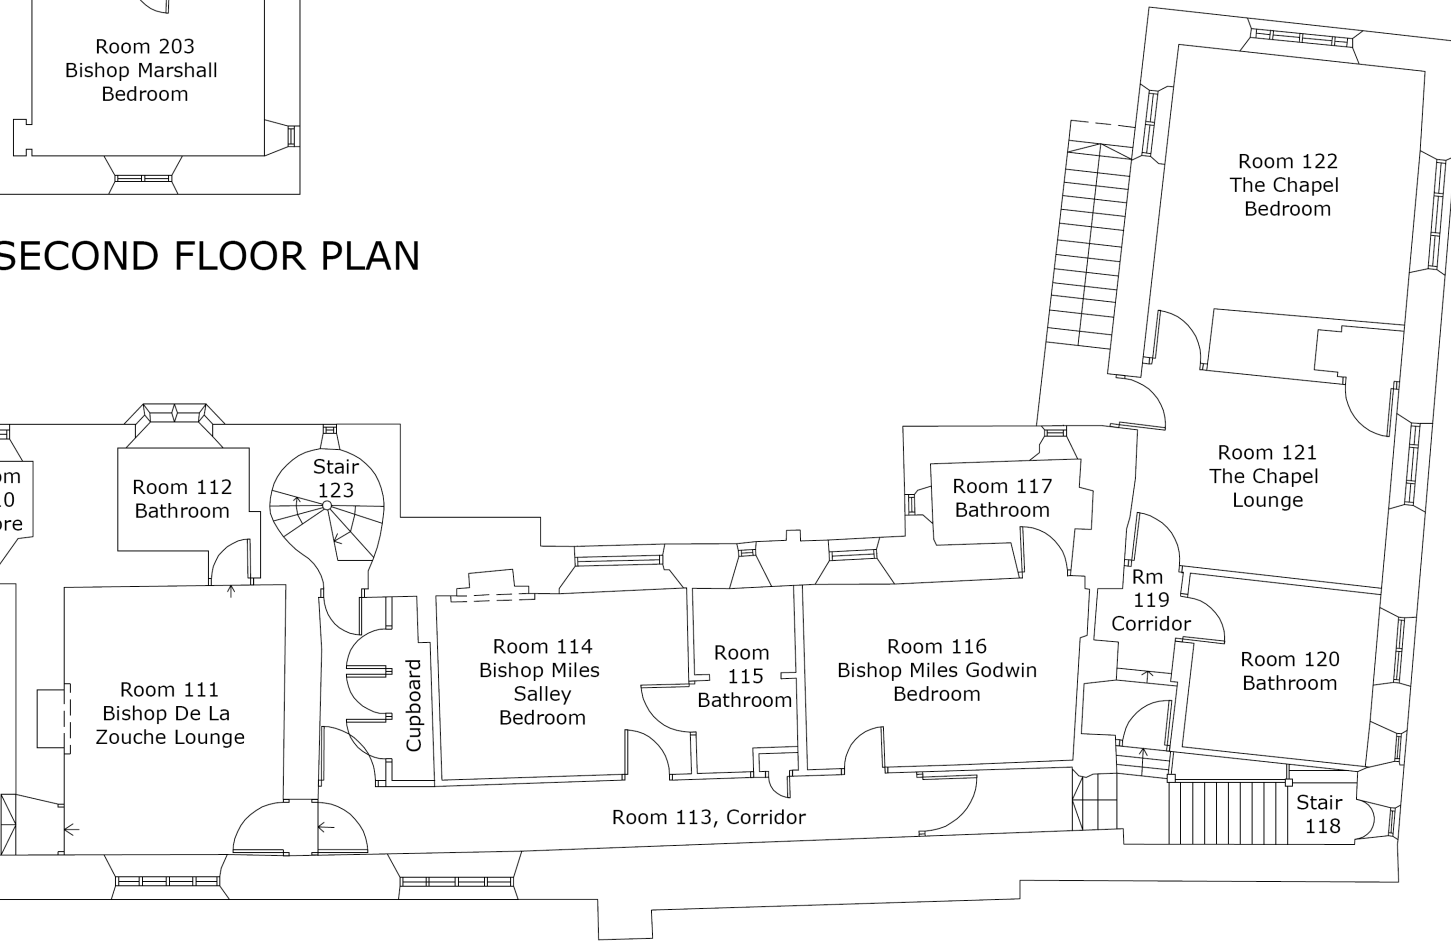 Room 203
Bishop Marshall
Bedroom
SECOND FLOOR PLAN
Room 122
The Chapel
Bedroom
Room 121
The Chapel
Lounge
Stair
123
Room 112
Bathroom
Room 117
Bathroom
Rm
119
Corridor
Room 114
Bishop Miles
Salley
Bedroom
Room
115
Bathroom
Room 116
Bishop Miles Godwin
Bedroom
Room 120
Bathroom
Room 111
Bishop De La
Zouche Lounge
Cupboard
Room 113, Corridor
Stair
118